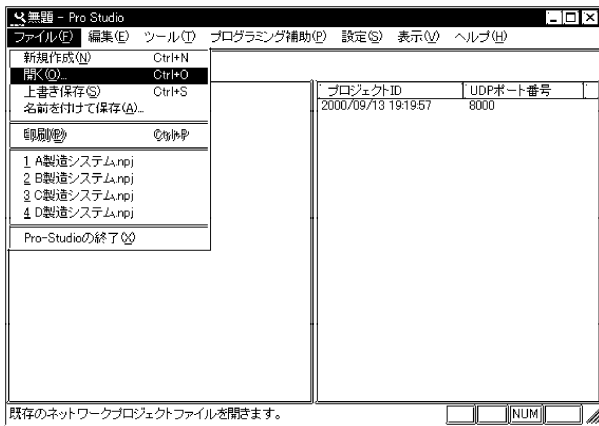 無題 - Pro Studio
ファイル(F) 編集(E) ツール(T) プログラミング補助(P) 設定(S) 表示(V) ヘルプ(H)
新規作成(N) Ctrl+N
開く(O)... Ctrl+O
上書き保存(S) Ctrl+S
名前を付けて保存(A)...
印刷(P) Ctrl+P
1 A製造システム.npj
2 B製造システム.npj
3 C製造システム.npj
4 D製造システム.npj
Pro-Studioの終了(X)
プロジェクトID UDPポート番号
2000/09/13 19:19:57 8000
既存のネットワークプロジェクトファイルを開きます。 NUM